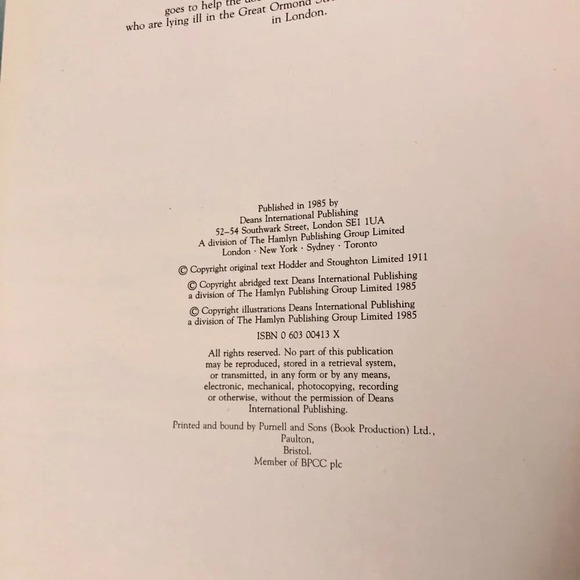 goes to help the
who are lying ill in the Great Ormond
in London.
Published in 1985 by
Deans International Publishing
52–54 Southwark Street, London SE1 1UA
A division of The Hamlyn Publishing Group Limited
London · New York · Sydney · Toronto
© Copyright original text Hodder and Stoughton Limited 1911
© Copyright abridged text Deans International Publishing
a division of The Hamlyn Publishing Group Limited 1985
© Copyright illustrations Deans International Publishing
a division of The Hamlyn Publishing Group Limited 1985
ISBN 0 603 00413 X
All rights reserved. No part of this publication
may be reproduced, stored in a retrieval system,
or transmitted, in any form or by any means,
electronic, mechanical, photocopying, recording
or otherwise, without the permission of Deans
International Publishing.
Printed and bound by Purnell and Sons (Book Production) Ltd.,
Paulton,
Bristol.
Member of BPCC plc